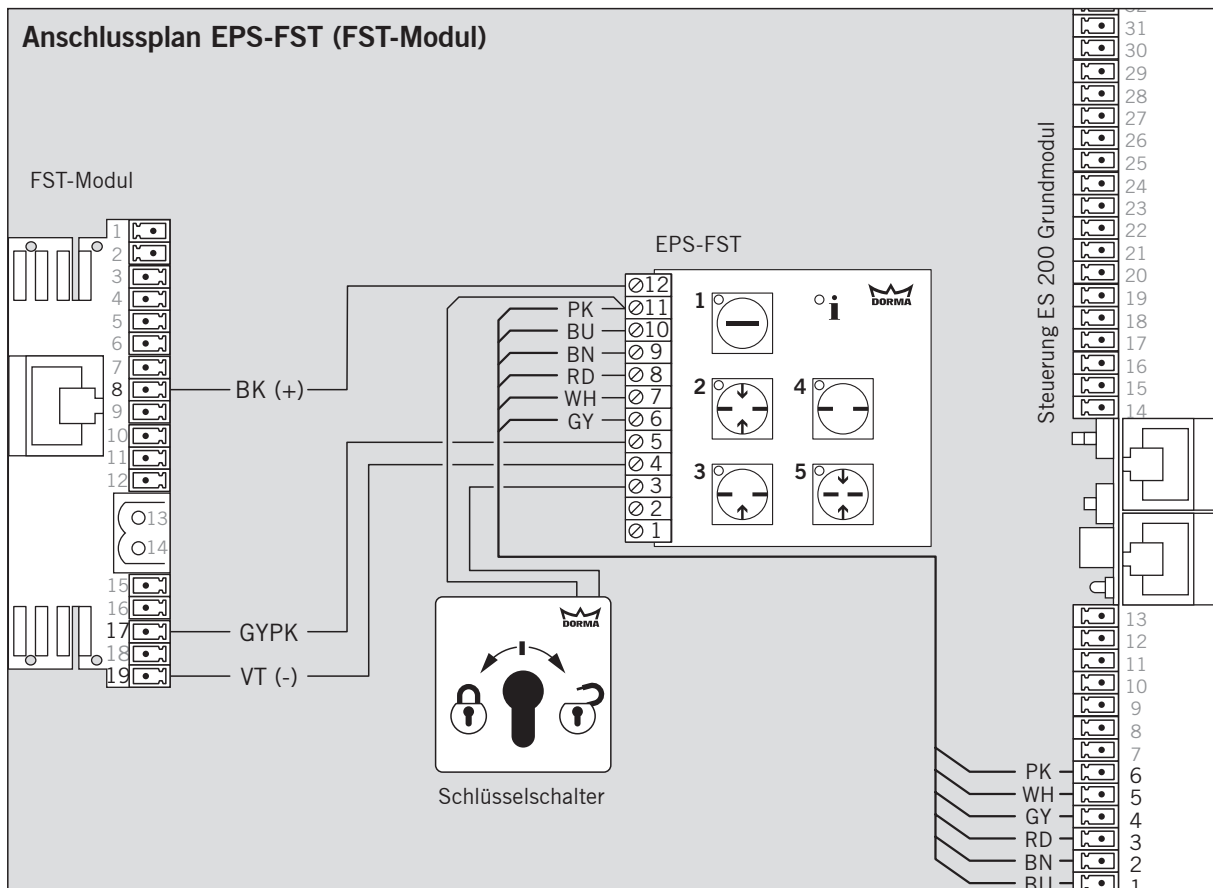 Anschlussplan EPS-FST (FST-Modul)
FST-Modul
1
2
3
4
5
6
7
8
9
10
11
12
13
14
15
16
17
18
19
BK (+)
GYPK
VT (-)
EPS-FST
12
11
10
9
8
7
6
5
4
3
2
1
PK
BU
BN
RD
WH
GY
1
i
DORMA
2
4
3
5
DORMA
Schlüsselschalter
Steuerung ES 200 Grundmodul
32
31
30
29
28
27
26
25
24
23
22
21
20
19
18
17
16
15
14
13
12
11
10
9
8
7
PK 6
WH 5
GY 4
RD 3
BN 2
BU 1